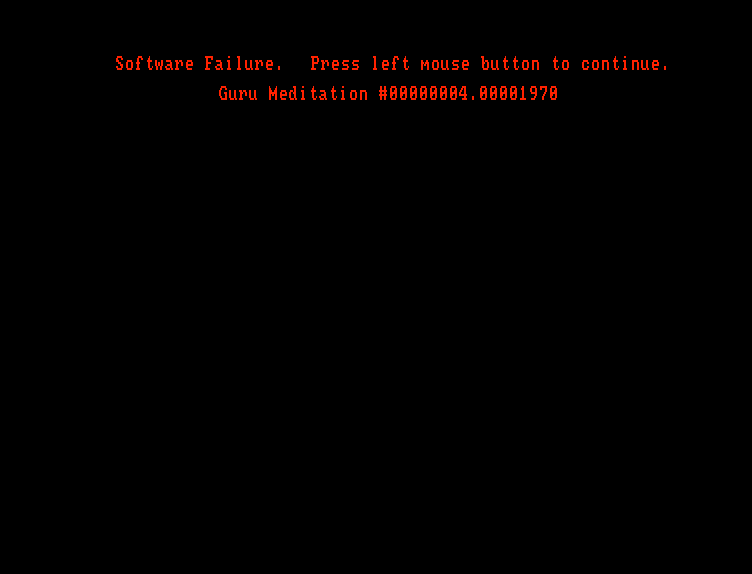 Software Failure.   Press left mouse button to continue.
Guru Meditation #00000004.00001970